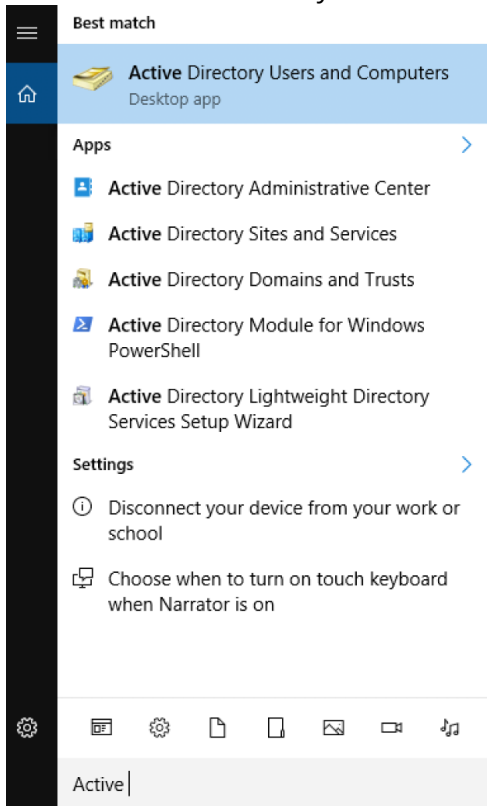 Best match
Active Directory Users and Computers
Desktop app
Apps
Active Directory Administrative Center
Active Directory Sites and Services
Active Directory Domains and Trusts
Active Directory Module for Windows
PowerShell
Active Directory Lightweight Directory
Services Setup Wizard
Settings
Disconnect your device from your work or
school
Choose when to turn on touch keyboard
when Narrator is on
Active